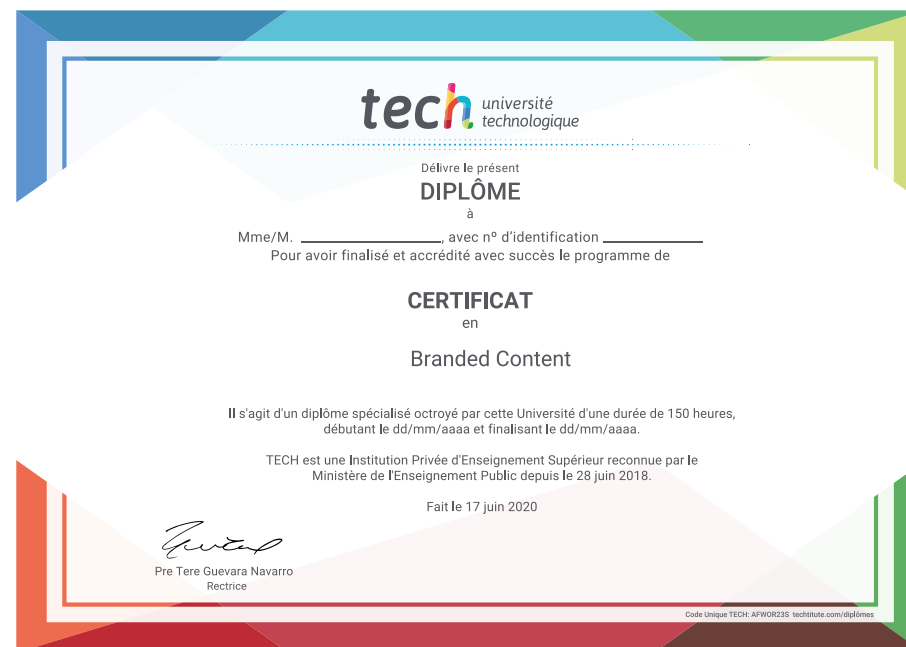 tech université
technologique
Délivre le présent
DIPLÔME
à
Mme/M. ____________________, avec nº d'identification ______________
Pour avoir finalisé et accrédité avec succès le programme de
CERTIFICAT
en
Branded Content
Il s'agit d'un diplôme spécialisé octroyé par cette Université d'une durée de 150 heures,
débutant le dd/mm/aaaa et finalisant le dd/mm/aaaa.
TECH est une Institution Privée d'Enseignement Supérieur reconnue par le
Ministère de l'Enseignement Public depuis le 28 juin 2018.
Fait le 17 juin 2020
Pre Tere Guevara Navarro
Rectrice
Code Unique TECH: AFWOR23S techtitute.com/diplômes